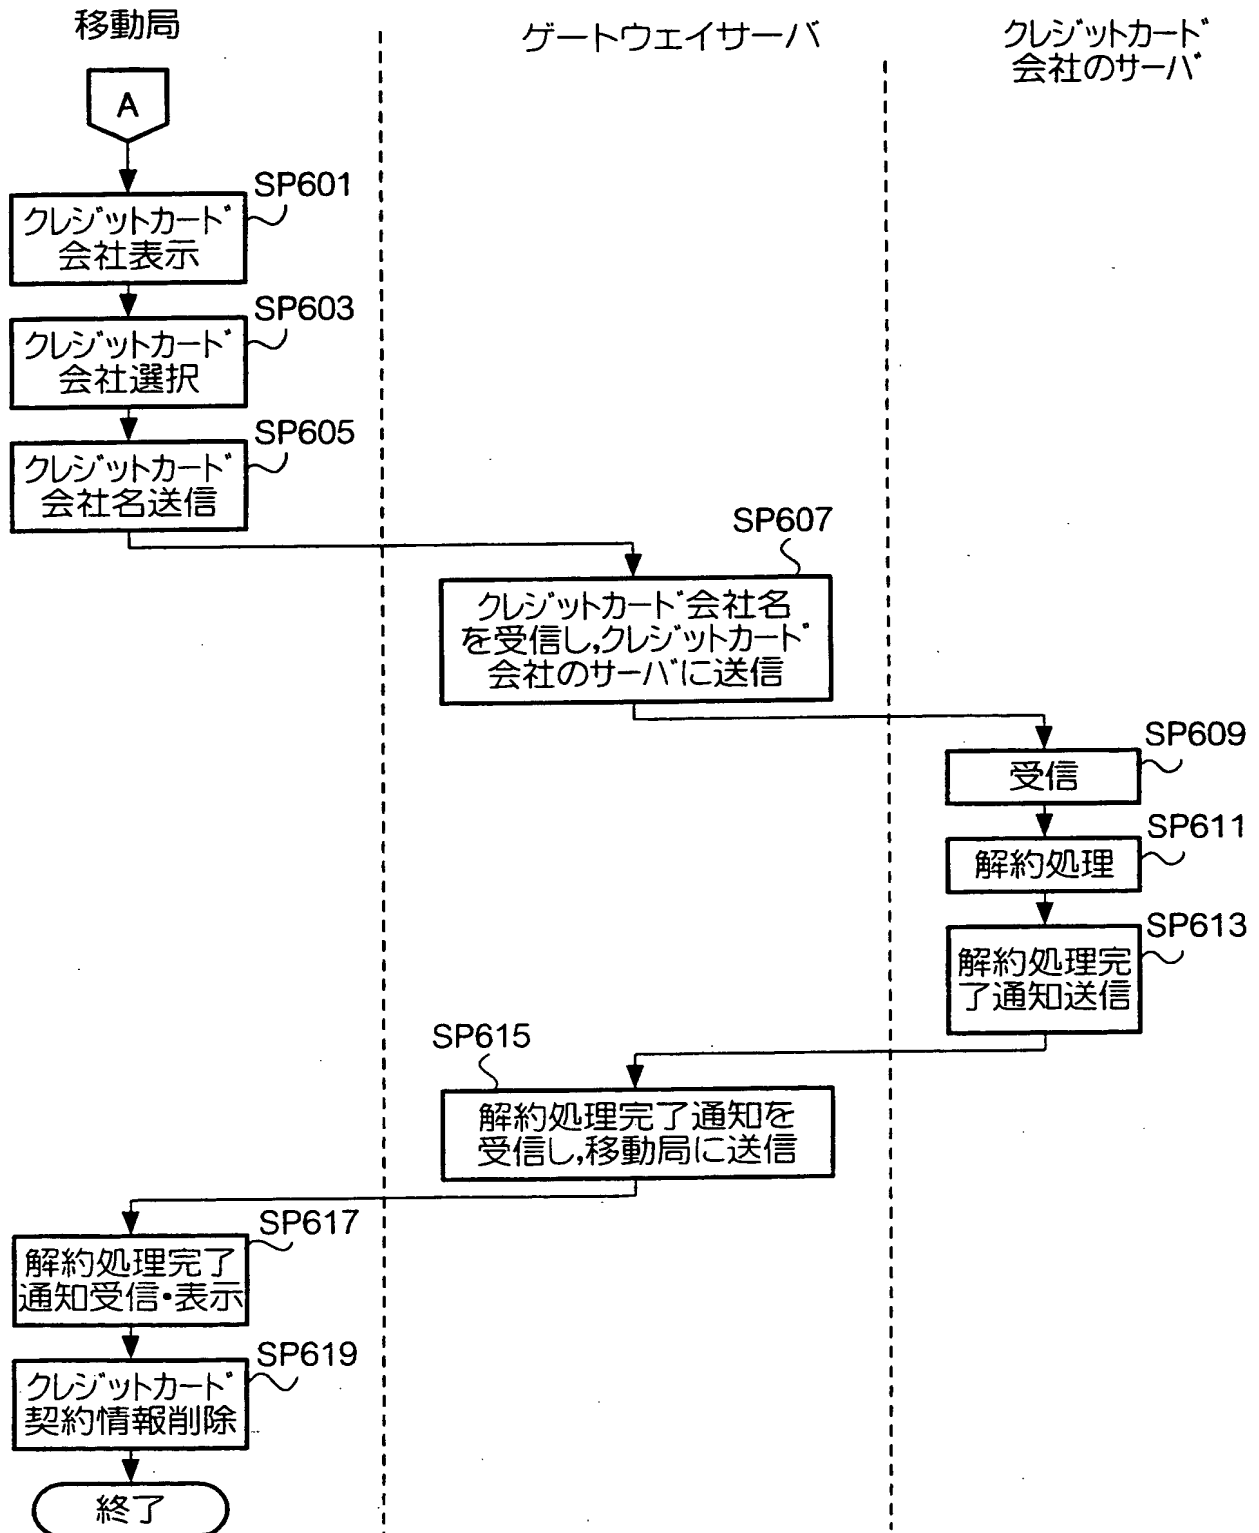 移動局
ゲートウェイサーバ
クレジットカード
会社のサーバ
A
SP601
クレジットカード
会社表示
SP603
クレジットカード
会社選択
SP605
クレジットカード
会社名送信
SP607
クレジットカード会社名
を受信し,クレジットカード
会社のサーバに送信
SP609
受信
SP611
解約処理
SP613
解約処理完
了通知送信
SP615
解約処理完了通知を
受信し,移動局に送信
SP617
解約処理完了
通知受信・表示
SP619
クレジットカード
契約情報削除
終了